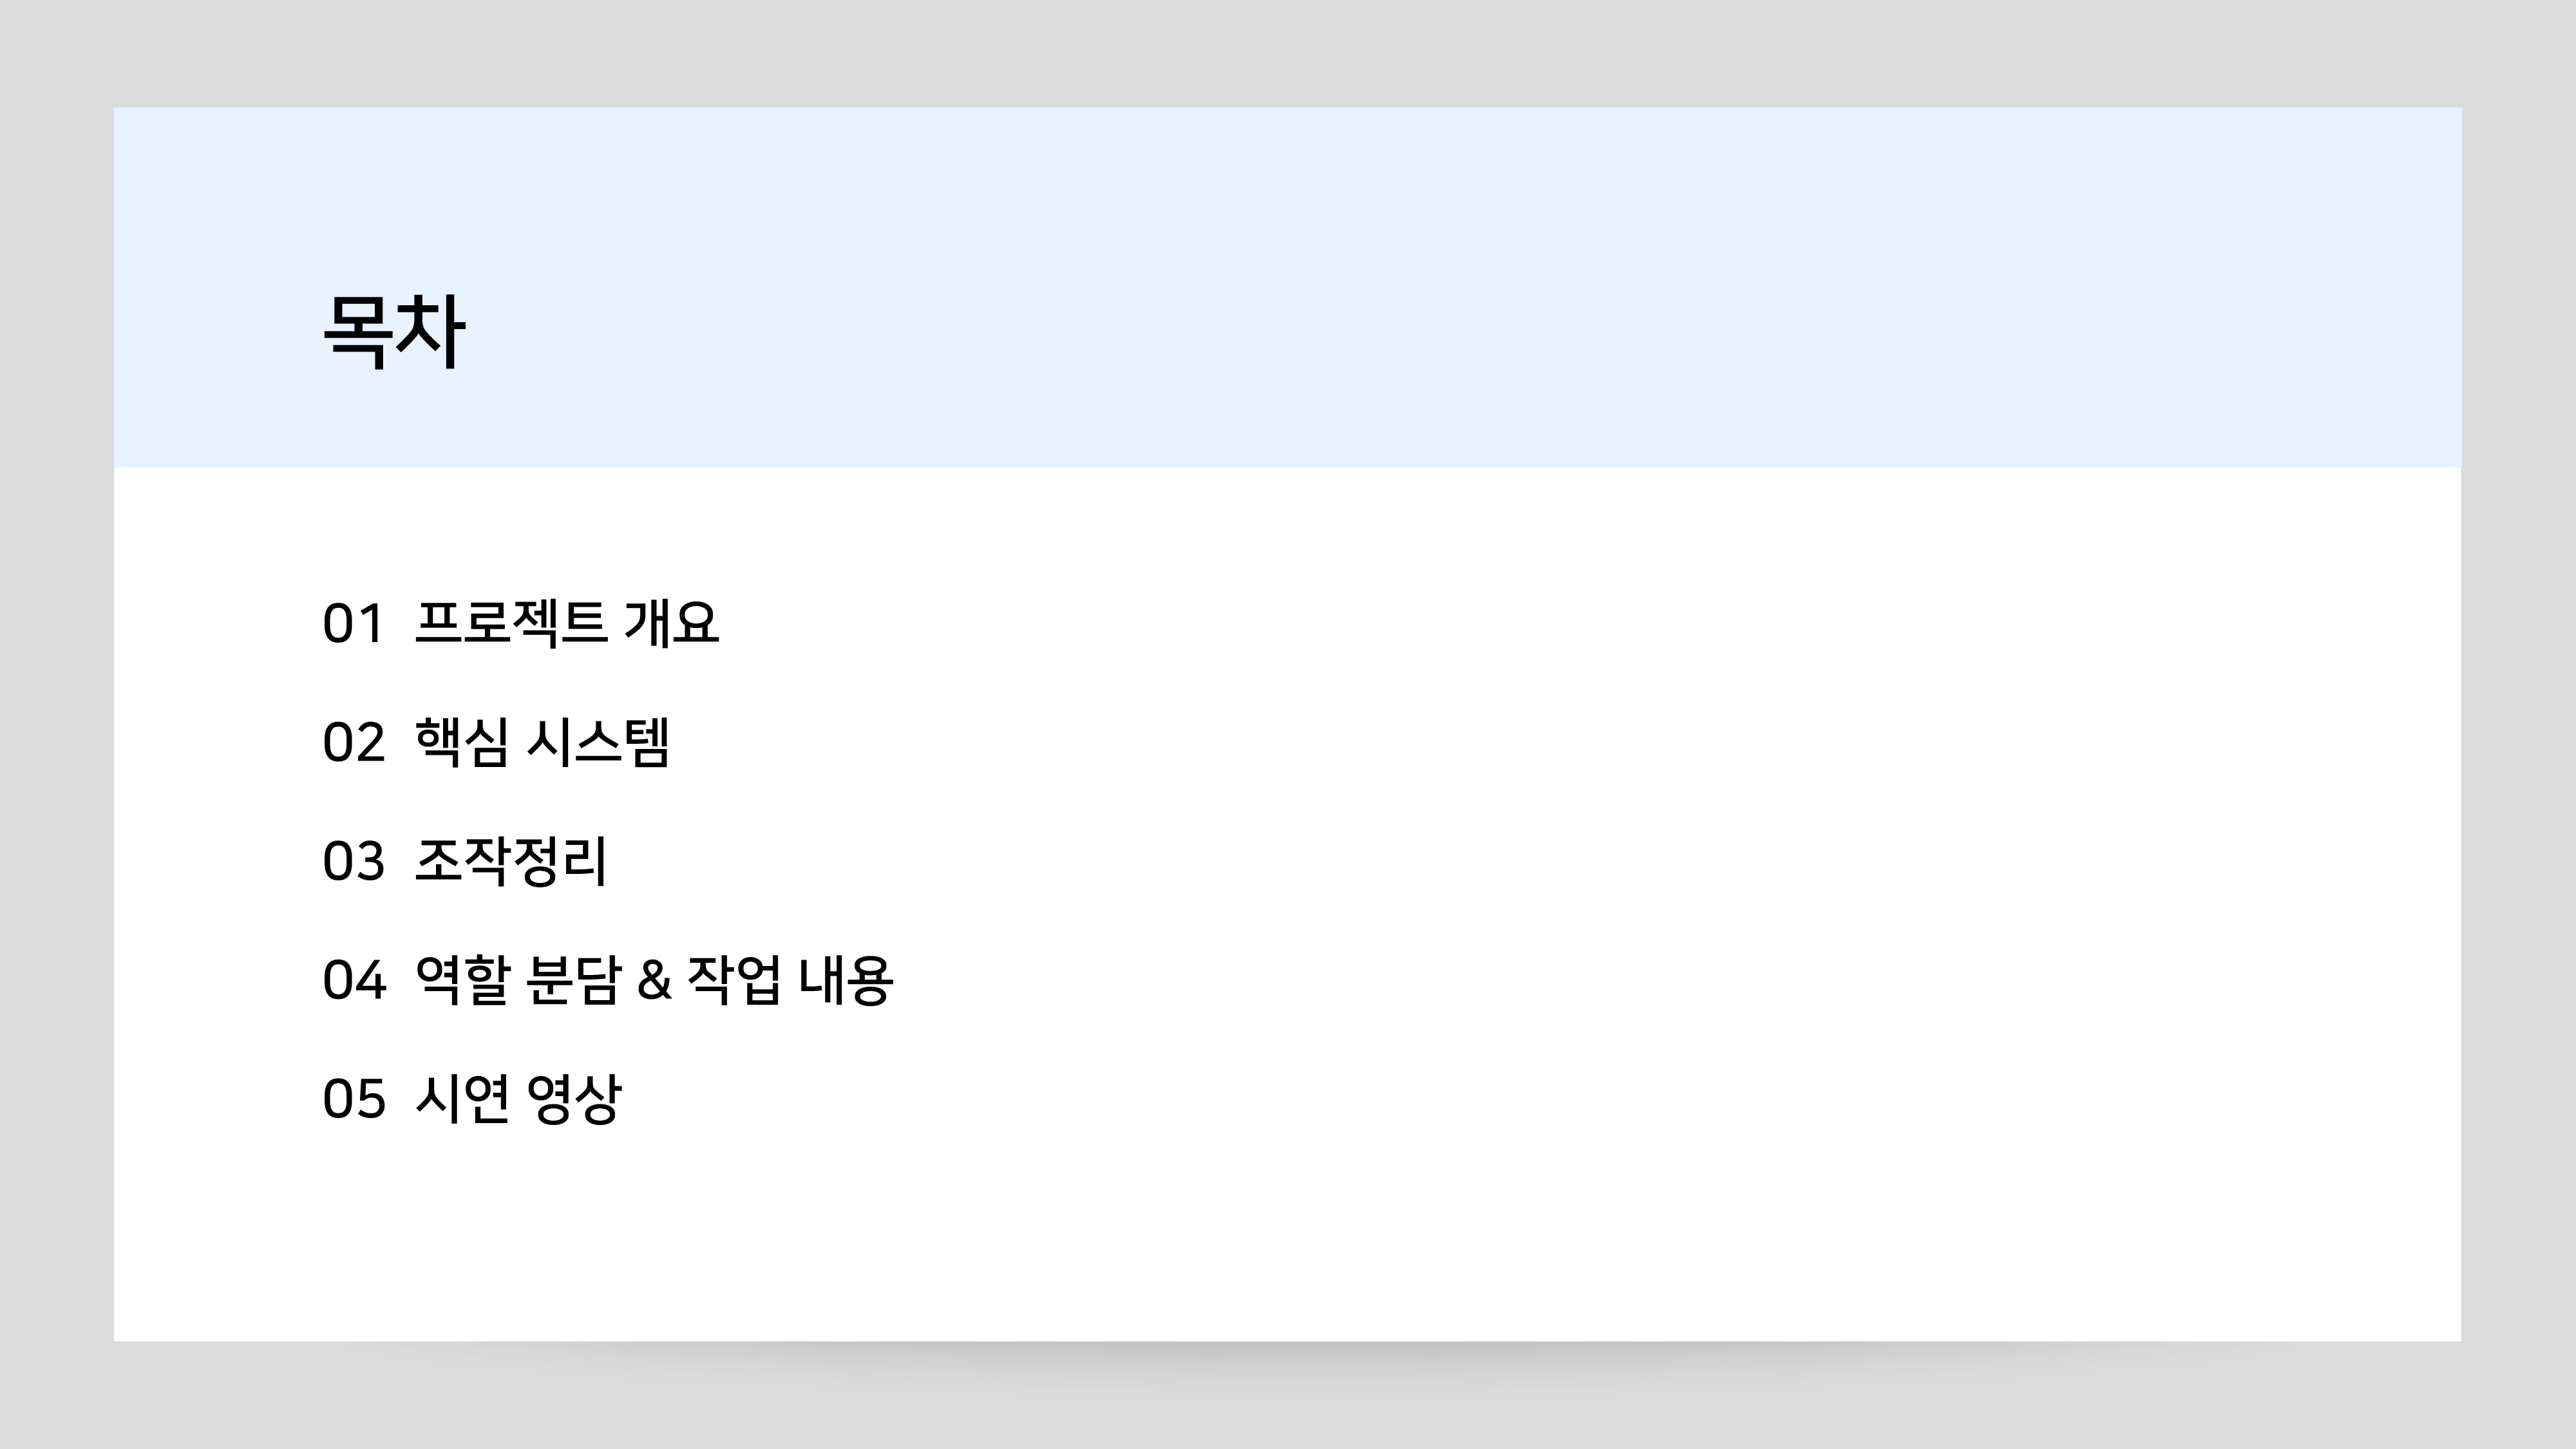 목차
01 프로젝트 개요
02 핵심 시스템
03 조작정리
04 역할 분담 & 작업 내용
05 시연 영상